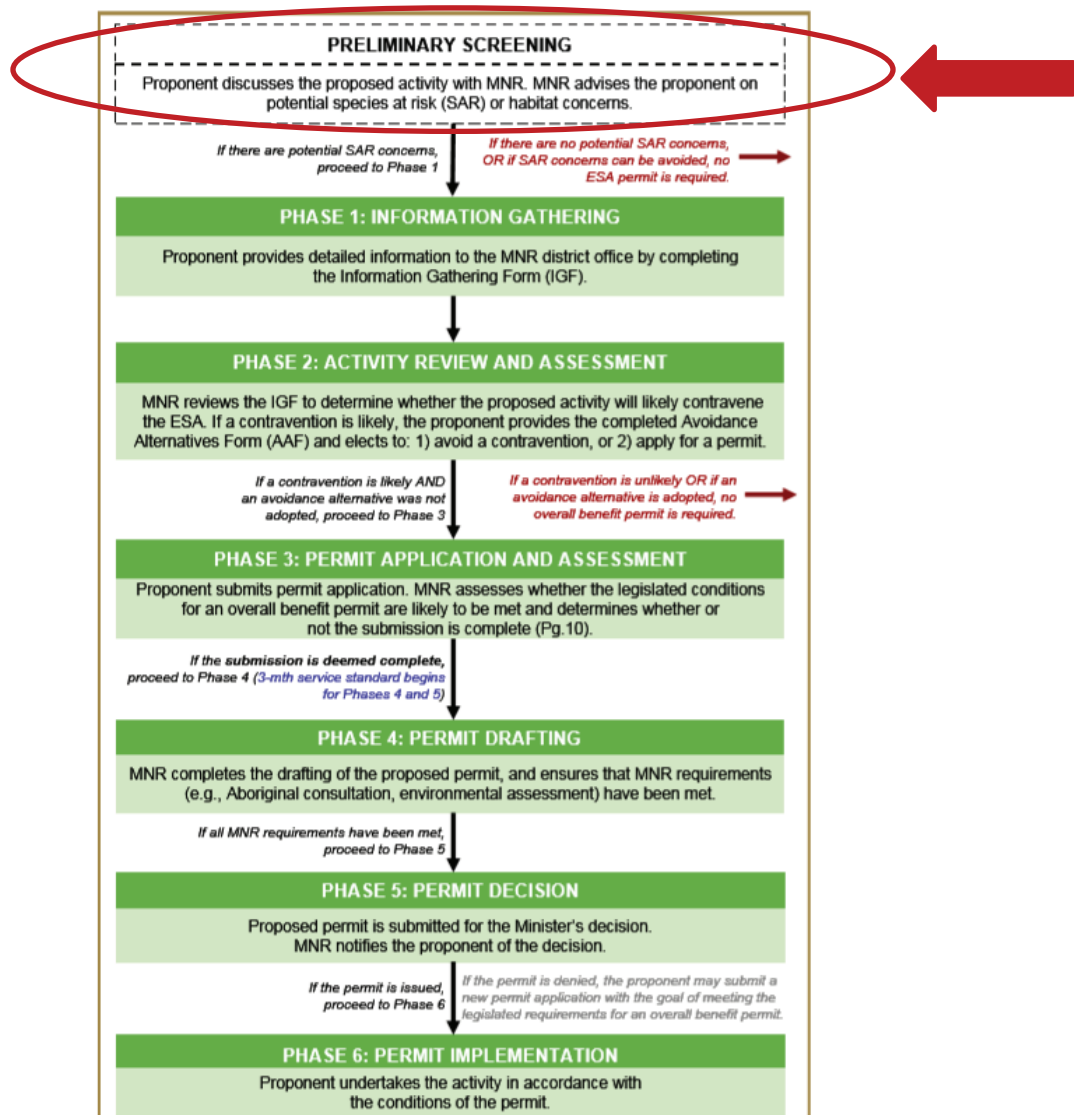 PRELIMINARY SCREENING
Proponent discusses the proposed activity with MNR. MNR advises the proponent on
potential species at risk (SAR) or habitat concerns.
If there are potential SAR concerns,
proceed to Phase 1
If there are no potential SAR concerns,
OR if SAR concerns can be avoided, no
ESA permit is required.
PHASE 1: INFORMATION GATHERING
Proponent provides detailed information to the MNR district office by completing
the Information Gathering Form (IGF).
PHASE 2: ACTIVITY REVIEW AND ASSESSMENT
MNR reviews the IGF to determine whether the proposed activity will likely contravene
the ESA. If a contravention is likely, the proponent provides the completed Avoidance
Alternatives Form (AAF) and elects to: 1) avoid a contravention, or 2) apply for a permit.
If a contravention is likely AND
an avoidance alternative was not
adopted, proceed to Phase 3
If a contravention is unlikely OR if an
avoidance alternative is adopted, no
overall benefit permit is required.
PHASE 3: PERMIT APPLICATION AND ASSESSMENT
Proponent submits permit application. MNR assesses whether the legislated conditions
for an overall benefit permit are likely to be met and determines whether or
not the submission is complete (Pg.10).
If the submission is deemed complete,
proceed to Phase 4 (3-mth service standard begins
for Phases 4 and 5)
PHASE 4: PERMIT DRAFTING
MNR completes the drafting of the proposed permit, and ensures that MNR requirements
(e.g., Aboriginal consultation, environmental assessment) have been met.
If all MNR requirements have been met,
proceed to Phase 5
PHASE 5: PERMIT DECISION
Proposed permit is submitted for the Minister's decision.
MNR notifies the proponent of the decision.
If the permit is issued,
proceed to Phase 6
If the permit is denied, the proponent may submit a
new permit application with the goal of meeting the
legislated requirements for an overall benefit permit.
PHASE 6: PERMIT IMPLEMENTATION
Proponent undertakes the activity in accordance with
the conditions of the permit.